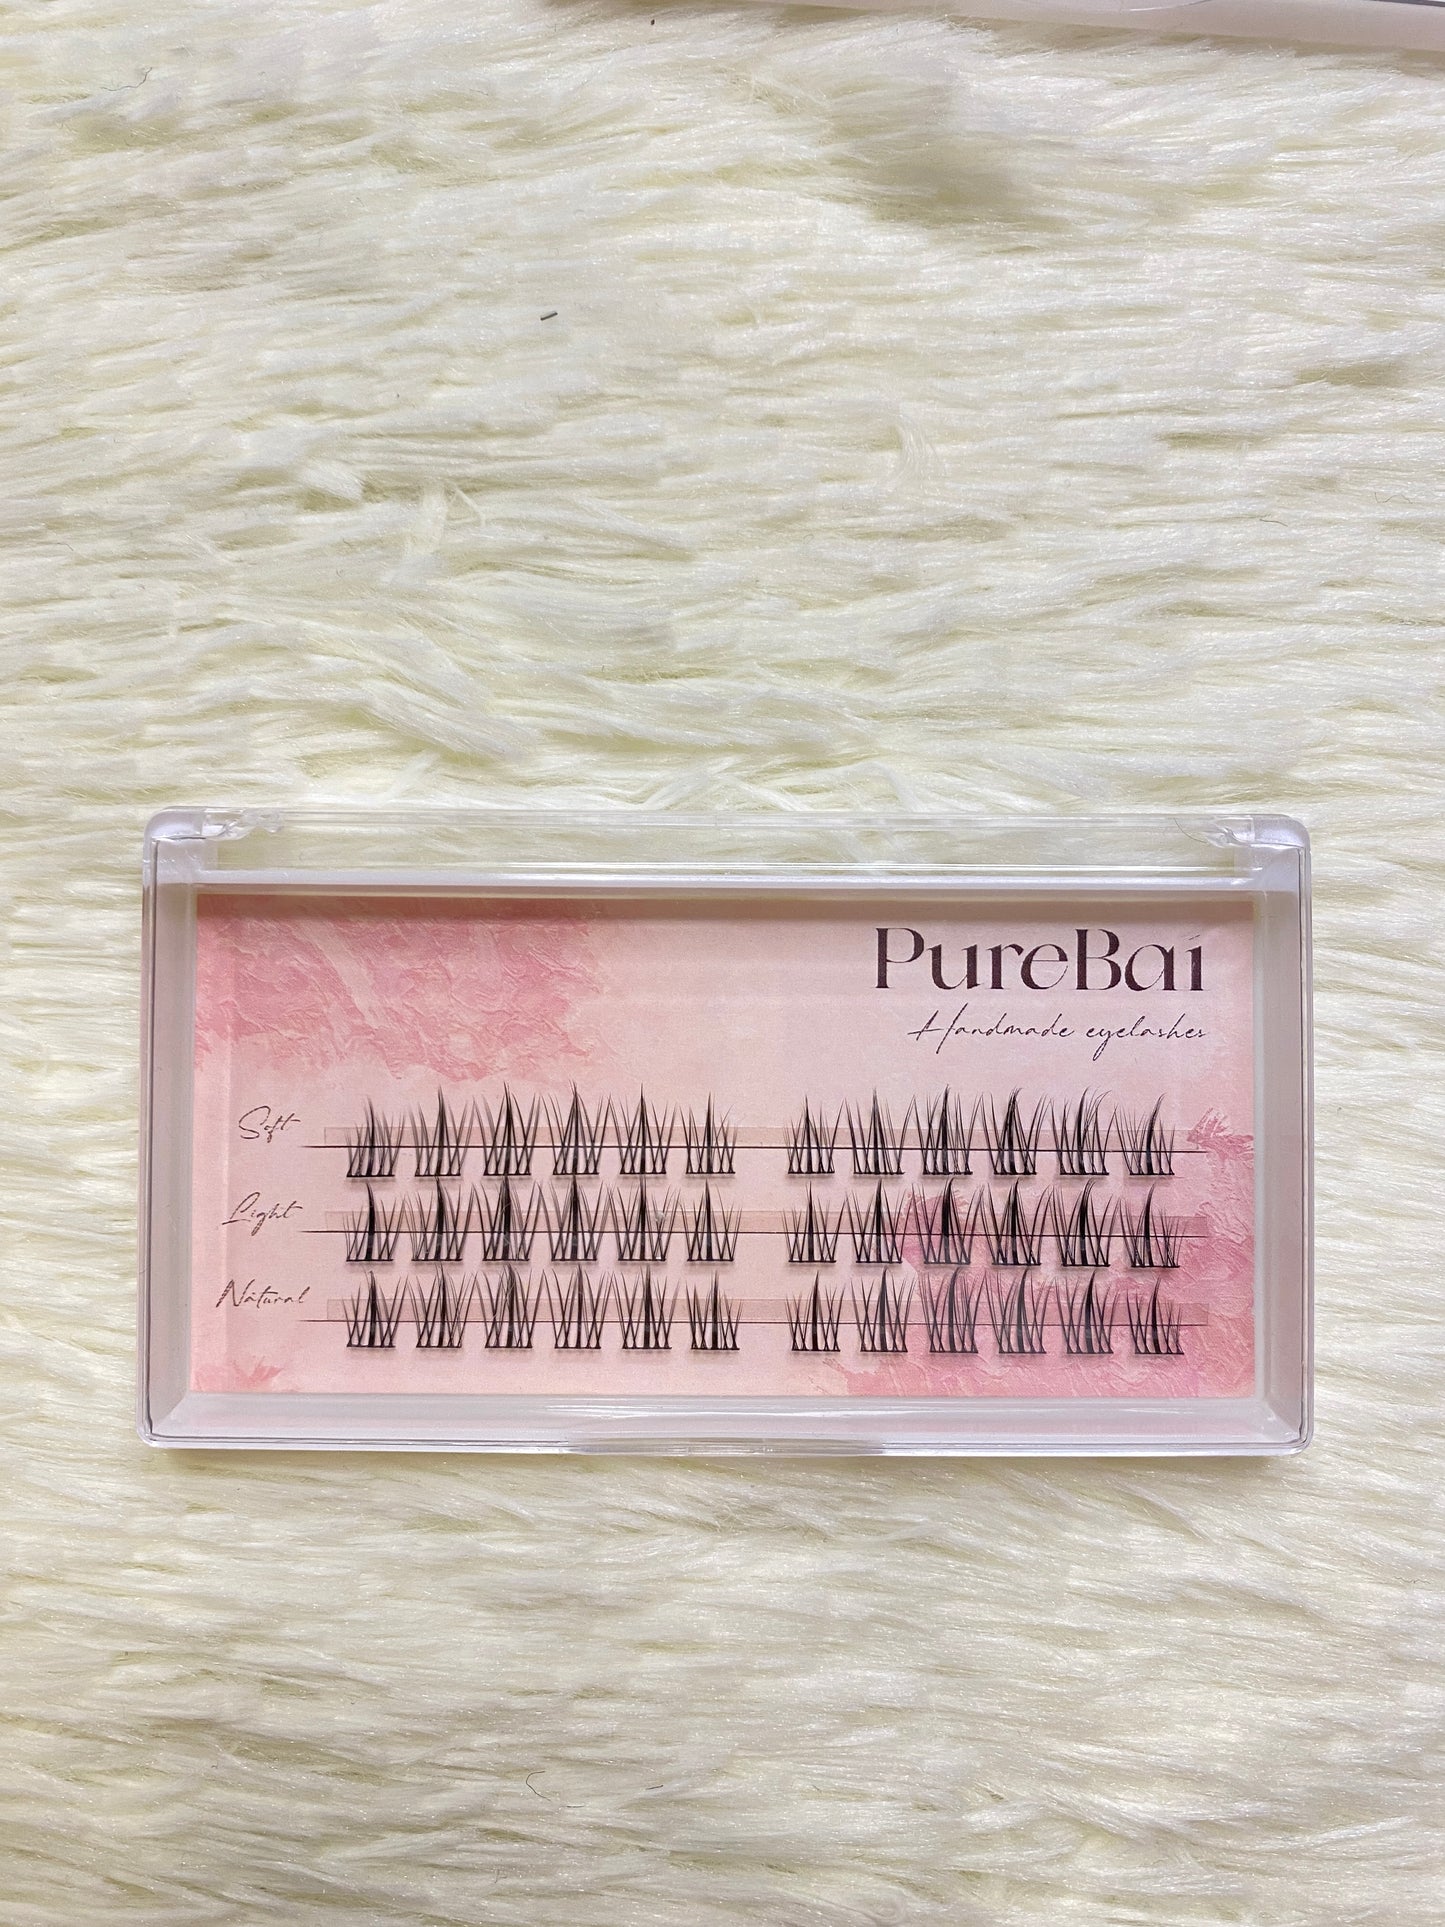 PureBai
Handmade eyelashes
Soft
Light
Natural